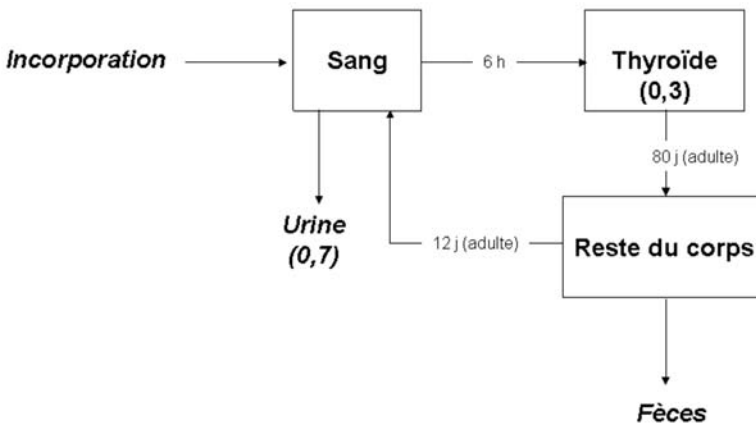 Incorporation
Sang
6 h
Thyroïde
(0,3)
80 j (adulte)
Urine
(0,7)
12 j (adulte)
Reste du corps
Fèces